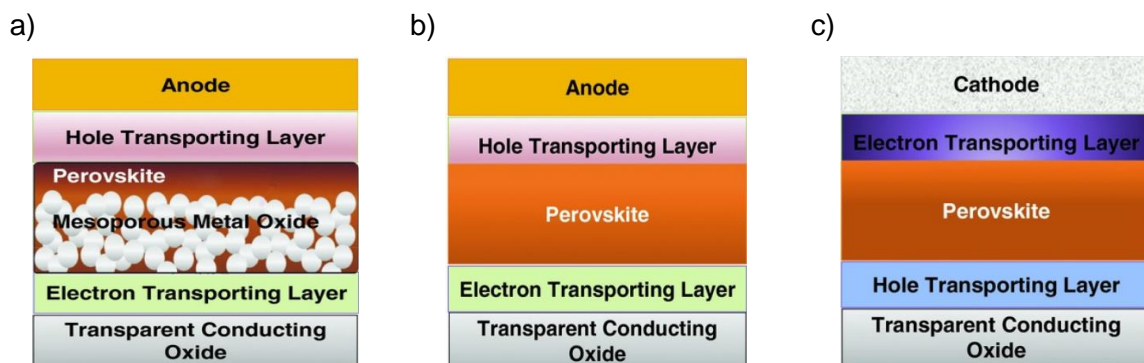 a)
Anode
Hole Transporting Layer
Perovskite
Mesoporous Metal Oxide
Electron Transporting Layer
Transparent Conducting
Oxide
b)
Anode
Hole Transporting Layer
Perovskite
Electron Transporting Layer
Transparent Conducting
Oxide
c)
Cathode
Electron Transporting Layer
Perovskite
Hole Transporting Layer
Transparent Conducting
Oxide